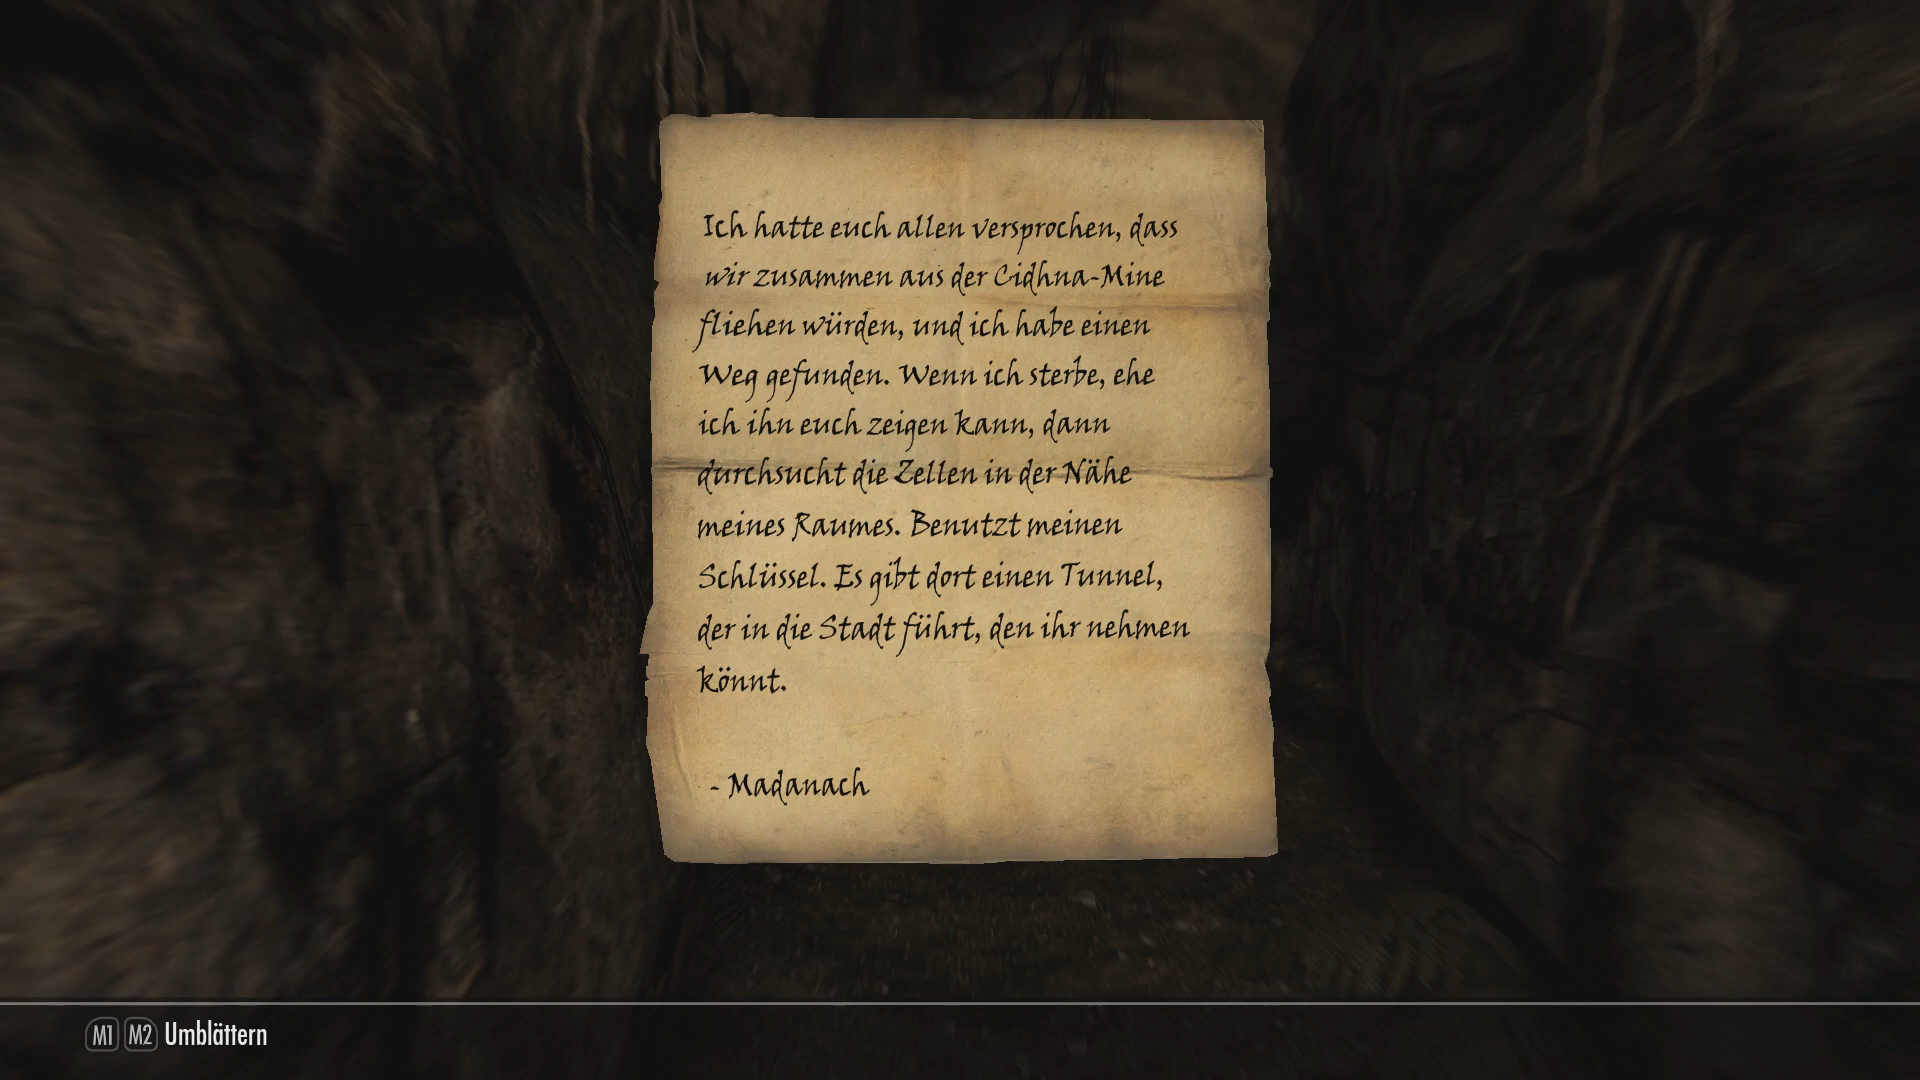 Ich hatte euch allen versprochen, dass
wir zusammen aus der Cidhna-Mine
fliehen würden, und ich habe einen
Weg gefunden. Wenn ich sterbe, ehe
ich ihn euch zeigen kann, dann
durchsucht die Zellen in der Nähe
meines Raumes. Benutzt meinen
Schlüssel. Es gibt dort einen Tunnel,
der in die Stadt führt, den ihr nehmen
könnt.
- Madanach
M1 M2 Umblättern